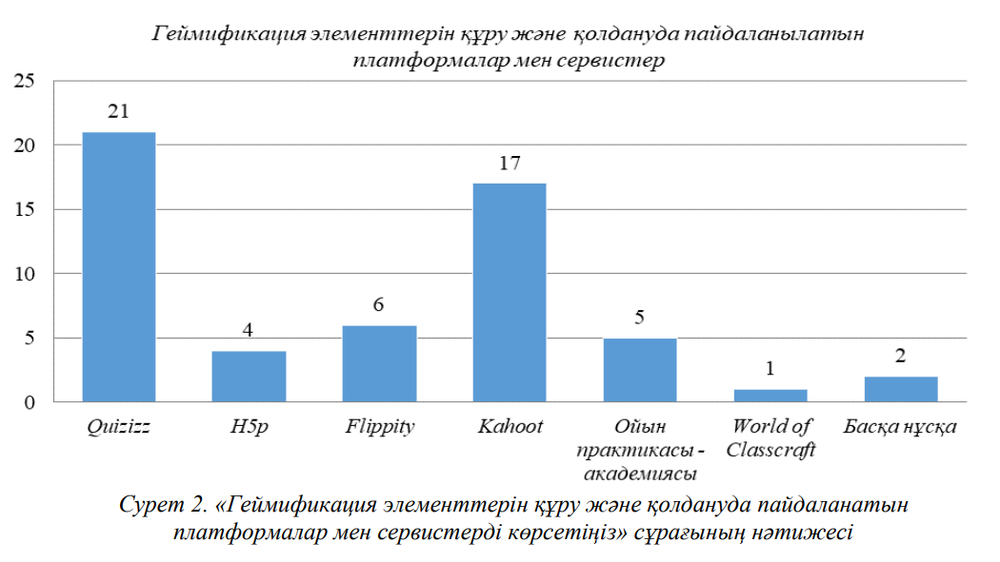 Геймификация элементтерін құру және қолдануда пайдаланылатын
платформалар мен сервистер
25
20
15
10
5
0
21
4
6
17
5
1
2
Quizizz
H5p
Flippity
Kahoot
Ойын
практикасы -
академиясы
World of
Classcraft
Басқа нұсқа
Сурет 2. «Геймификация элементтерін құру және қолдануда пайдаланатын
платформалар мен сервистерді көрсетіңіз» сұрағының нәтижесі